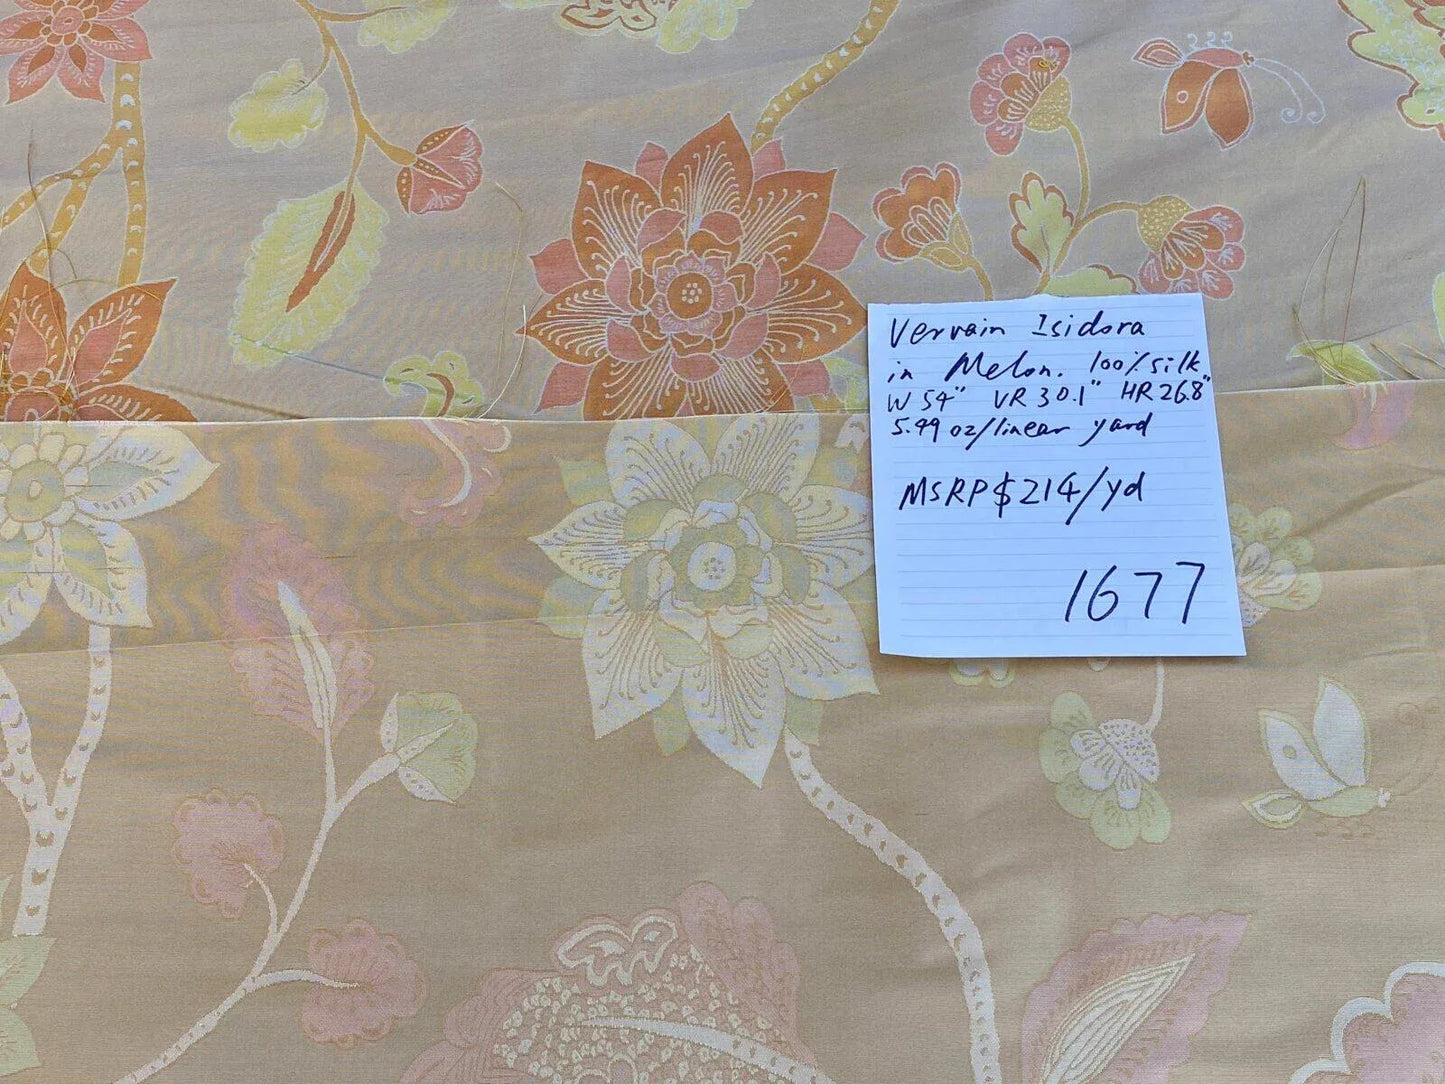 Vervain Isidora
in Melon. 100% silk
W 54" VR 30.1" HR 26.8"
5.49 oz/linear yard
MSRP $214/yd
1677